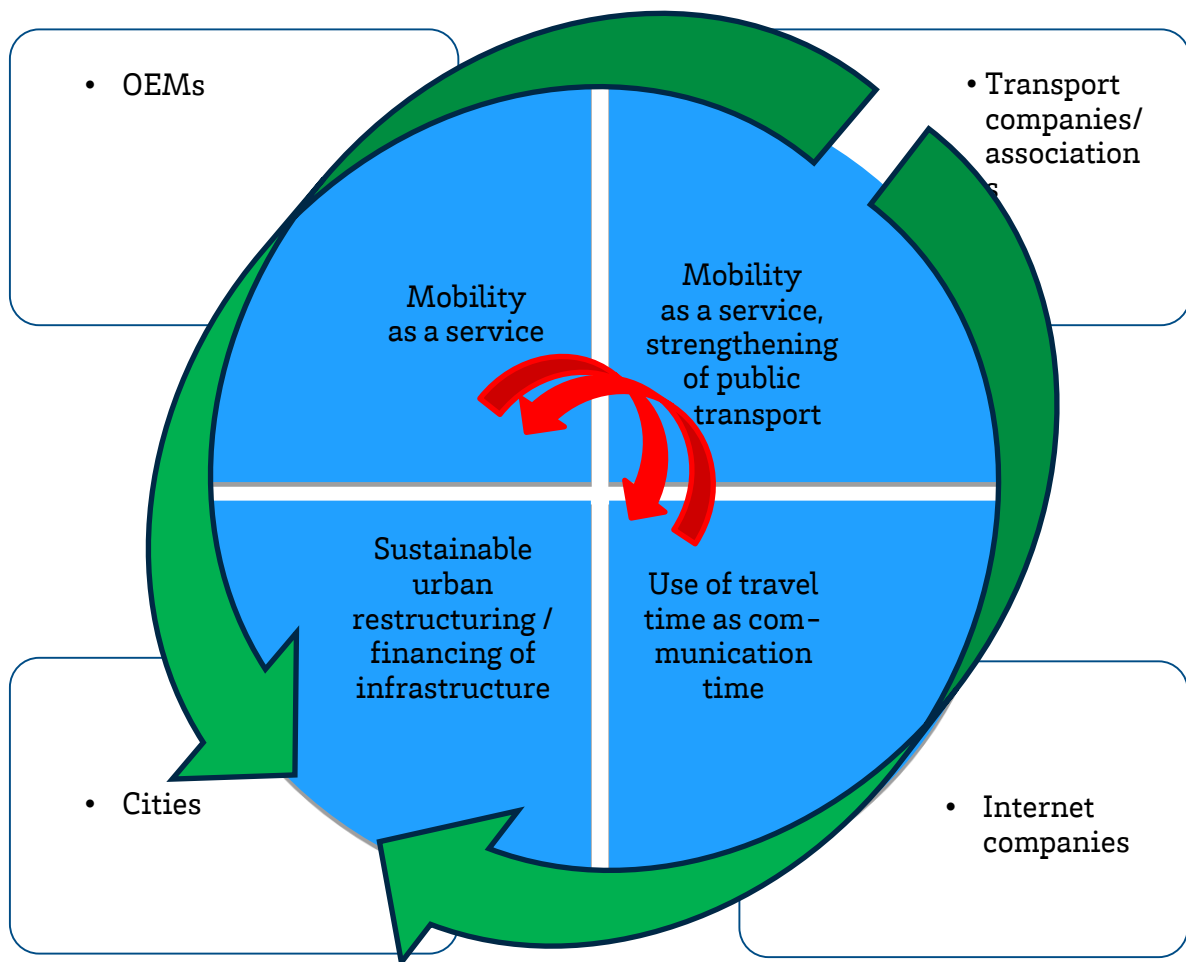 • OEMs
• Transport
companies/
association
s
Mobility
as a service
Mobility
as a service,
strengthening
of public
transport
Sustainable
urban
restructuring /
financing of
infrastructure
Use of travel
time as com-
munication
time
• Cities
• Internet
companies